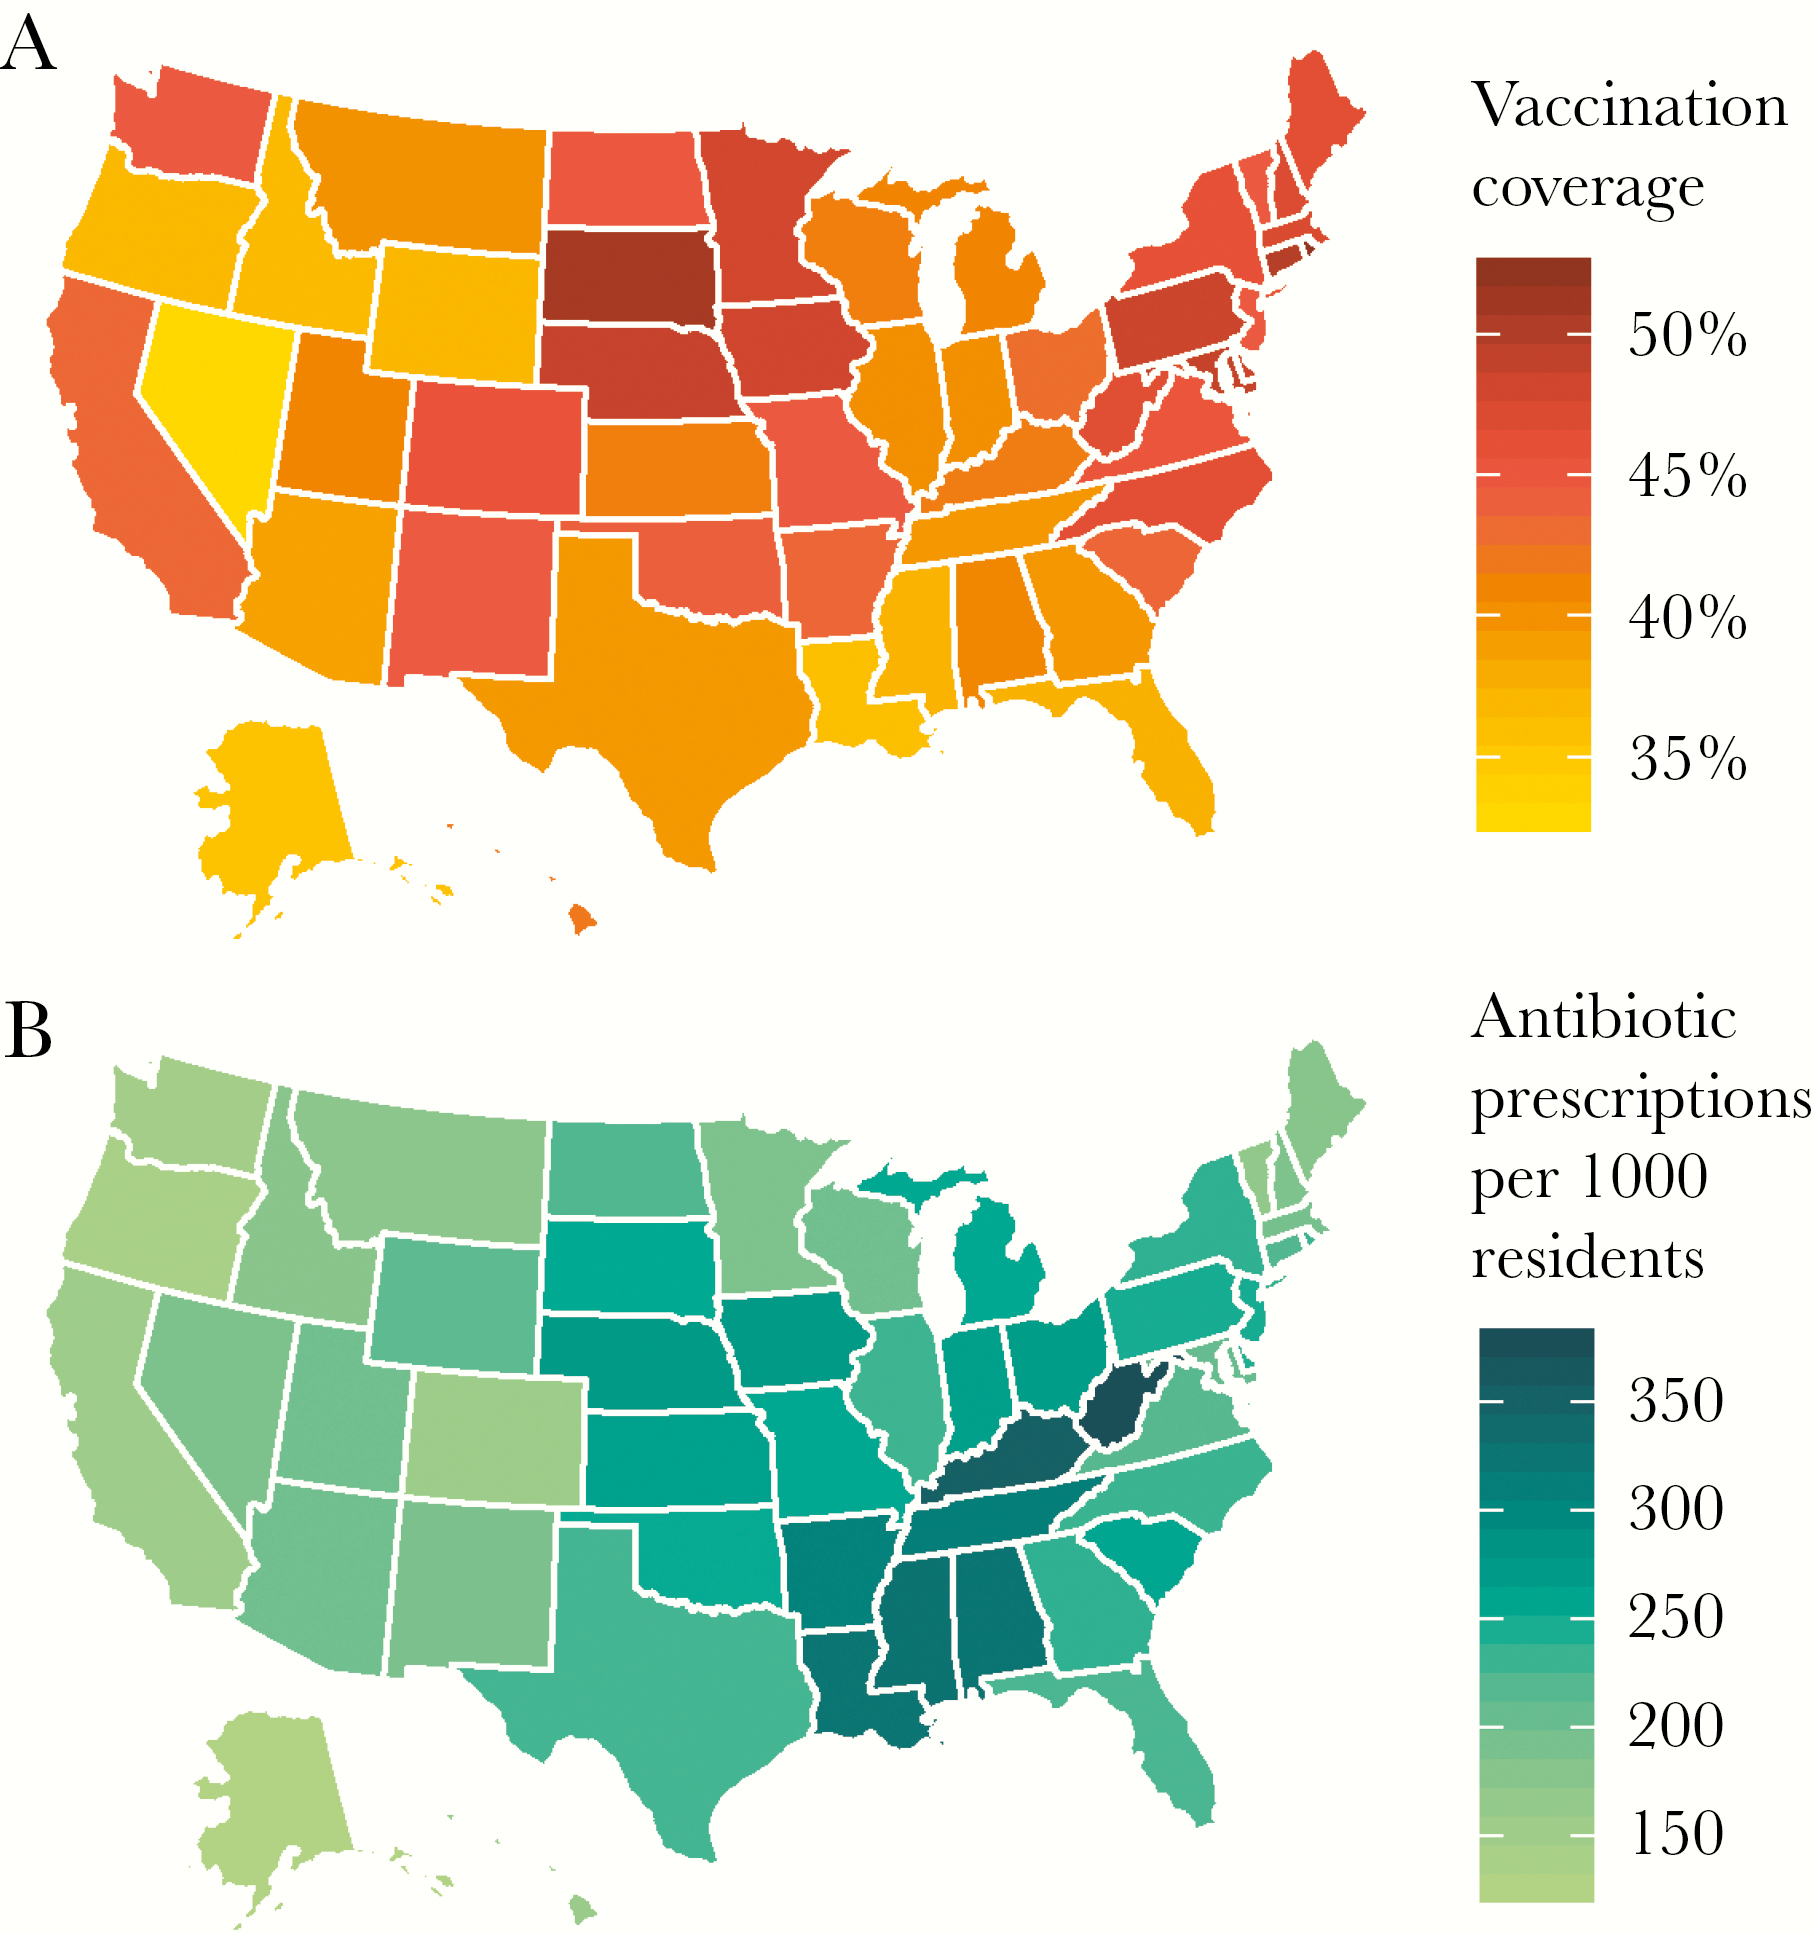 A
Vaccination
coverage
50%
45%
40%
35%
B
Antibiotic
prescriptions
per 1000
residents
350
300
250
200
150